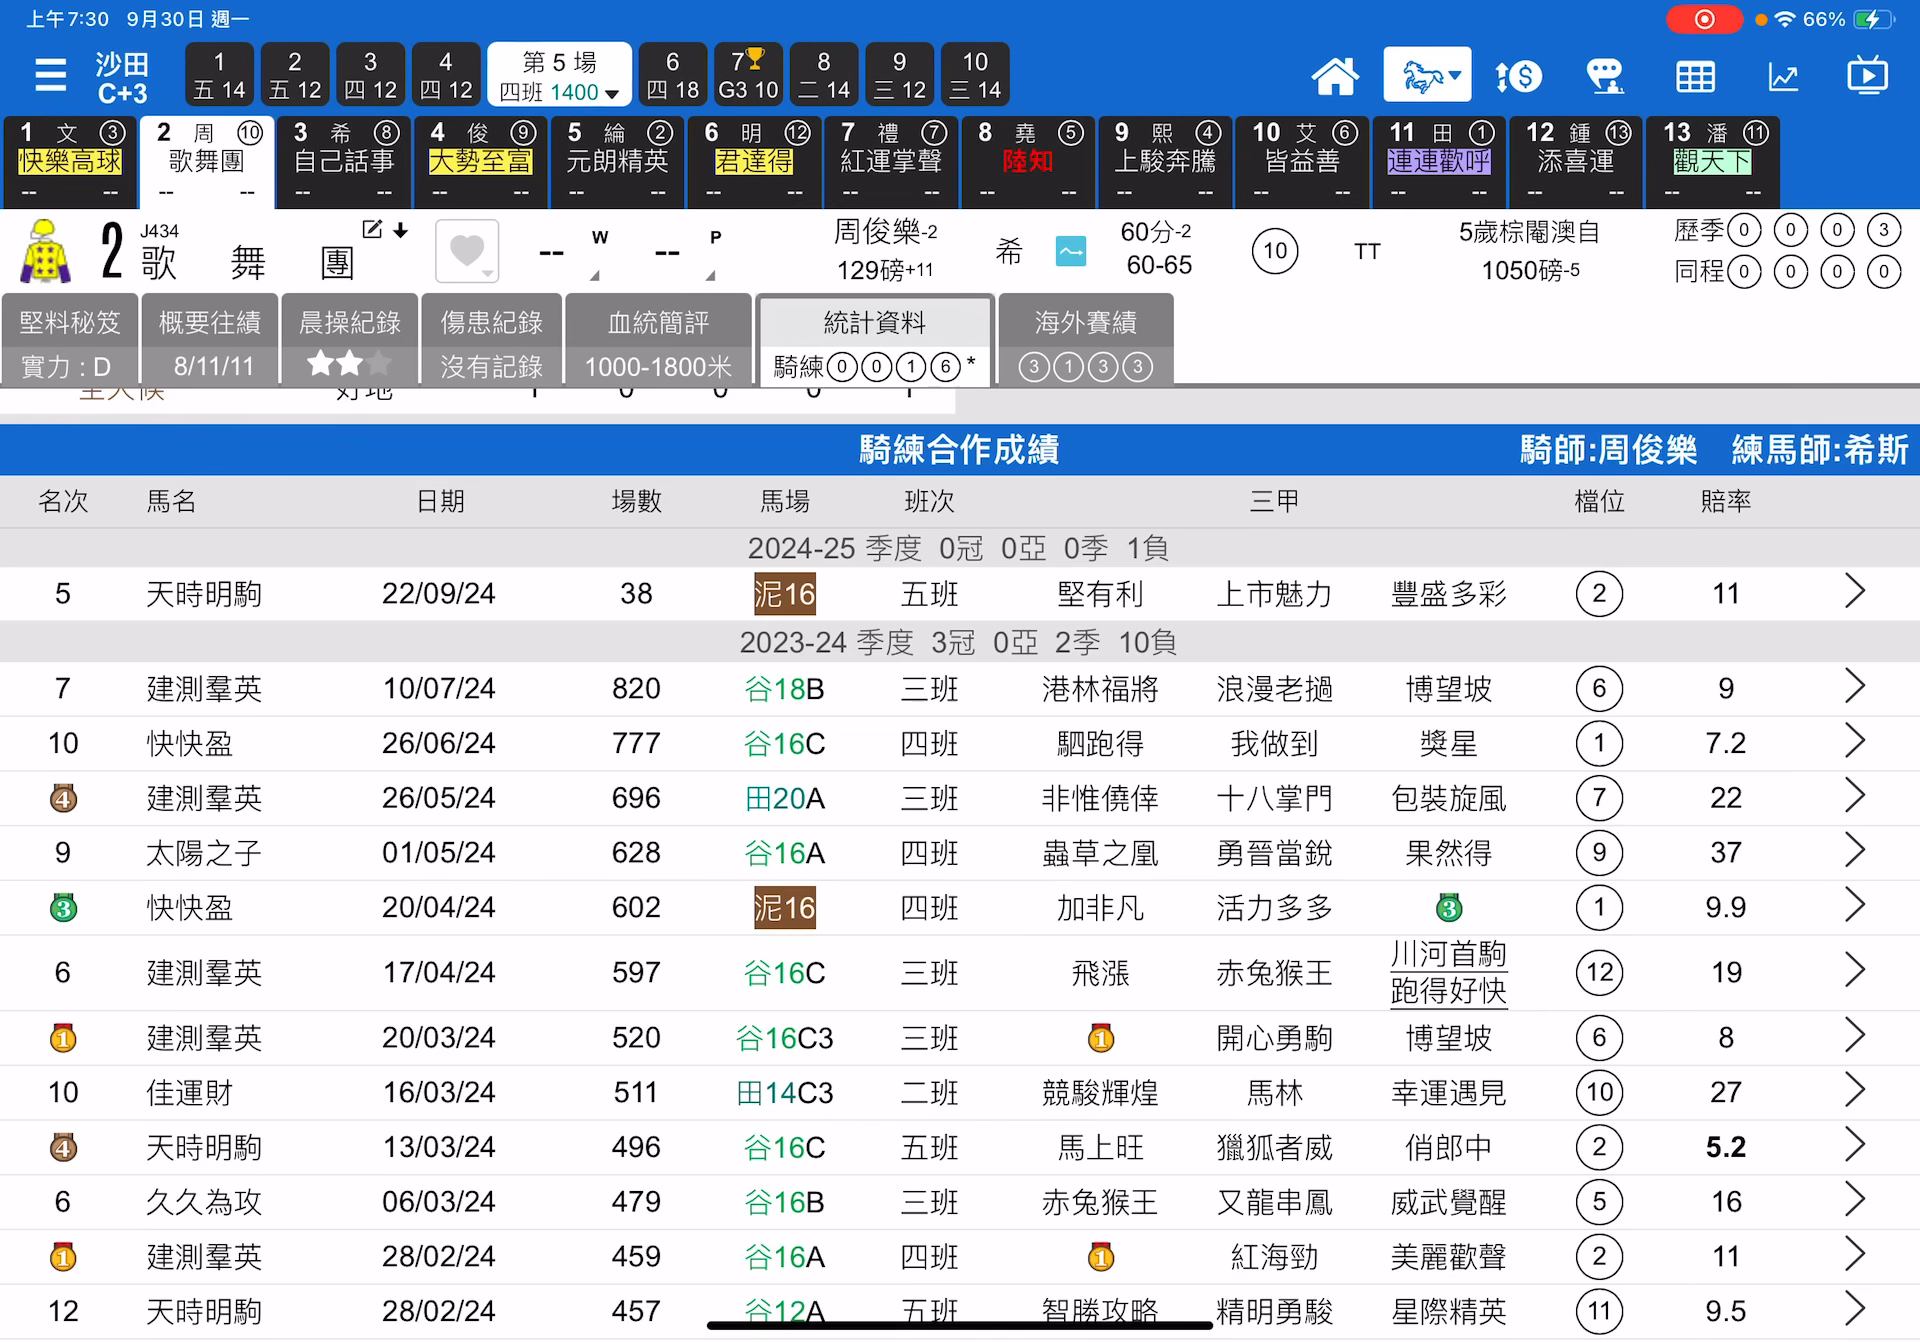 上午7:30 9月30日 週一 66%
沙田 C+3
1 五 14
2 五 12
3 四 12
4 四 12
第 5 場 四班 1400
6 四 18
7 G3 10
8 二 14
9 三 12
10 三 14
1 文 3 快樂高球 -- --
2 周 10 歌舞團 -- --
3 希 8 自己話事 -- --
4 俊 9 大勢至富 -- --
5 綸 2 元朗精英 -- --
6 明 12 君達得 -- --
7 禮 7 紅運掌聲 -- --
8 堯 5 陸知 -- --
9 熙 4 上駿奔騰 -- --
10 艾 6 皆益善 -- --
11 田 1 連連歡呼 -- --
12 鍾 13 添喜運 -- --
13 潘 11 觀天下 -- --
2 J434 歌舞團 -- W -- P
周俊樂-2 129磅+11
希
60分-2 60-65
10 TT
5歲棕閹澳自 1050磅-5
歷季 0 0 0 3
同程 0 0 0 0
堅料秘笈 實力 : D
概要往績 8/11/11
晨操紀錄
傷患紀錄 沒有記錄
血統簡評 1000-1800米
統計資料 騎練 0 0 1 6 *
海外賽績 3 1 3 3
好地 1 0 0 0 1
騎練合作成績 騎師:周俊樂 練馬師:希斯
名次 馬名 日期 場數 馬場 班次 三甲 檔位 賠率
2024-25 季度 0冠 0亞 0季 1負
5 天時明駒 22/09/24 38 泥16 五班 堅有利 上市魅力 豐盛多彩 2 11
2023-24 季度 3冠 0亞 2季 10負
7 建測羣英 10/07/24 820 谷18B 三班 港林福將 浪漫老撾 博望坡 6 9
10 快快盈 26/06/24 777 谷16C 四班 駟跑得 我做到 獎星 1 7.2
4 建測羣英 26/05/24 696 田20A 三班 非惟僥倖 十八掌門 包裝旋風 7 22
9 太陽之子 01/05/24 628 谷16A 四班 蟲草之凰 勇晉當銳 果然得 9 37
3 快快盈 20/04/24 602 泥16 四班 加非凡 活力多多 3 1 9.9
6 建測羣英 17/04/24 597 谷16C 三班 飛漲 赤兔猴王 川河首駒 跑得好快 12 19
1 建測羣英 20/03/24 520 谷16C3 三班 1 開心勇駒 博望坡 6 8
10 佳運財 16/03/24 511 田14C3 二班 競駿輝煌 馬林 幸運遇見 10 27
4 天時明駒 13/03/24 496 谷16C 五班 馬上旺 獵狐者威 俏郎中 2 5.2
6 久久為攻 06/03/24 479 谷16B 三班 赤兔猴王 又龍串鳳 威武覺醒 5 16
1 建測羣英 28/02/24 459 谷16A 四班 1 紅海勁 美麗歡聲 2 11
12 天時明駒 28/02/24 457 谷12A 五班 智勝攻略 精明勇駿 星際精英 11 9.5